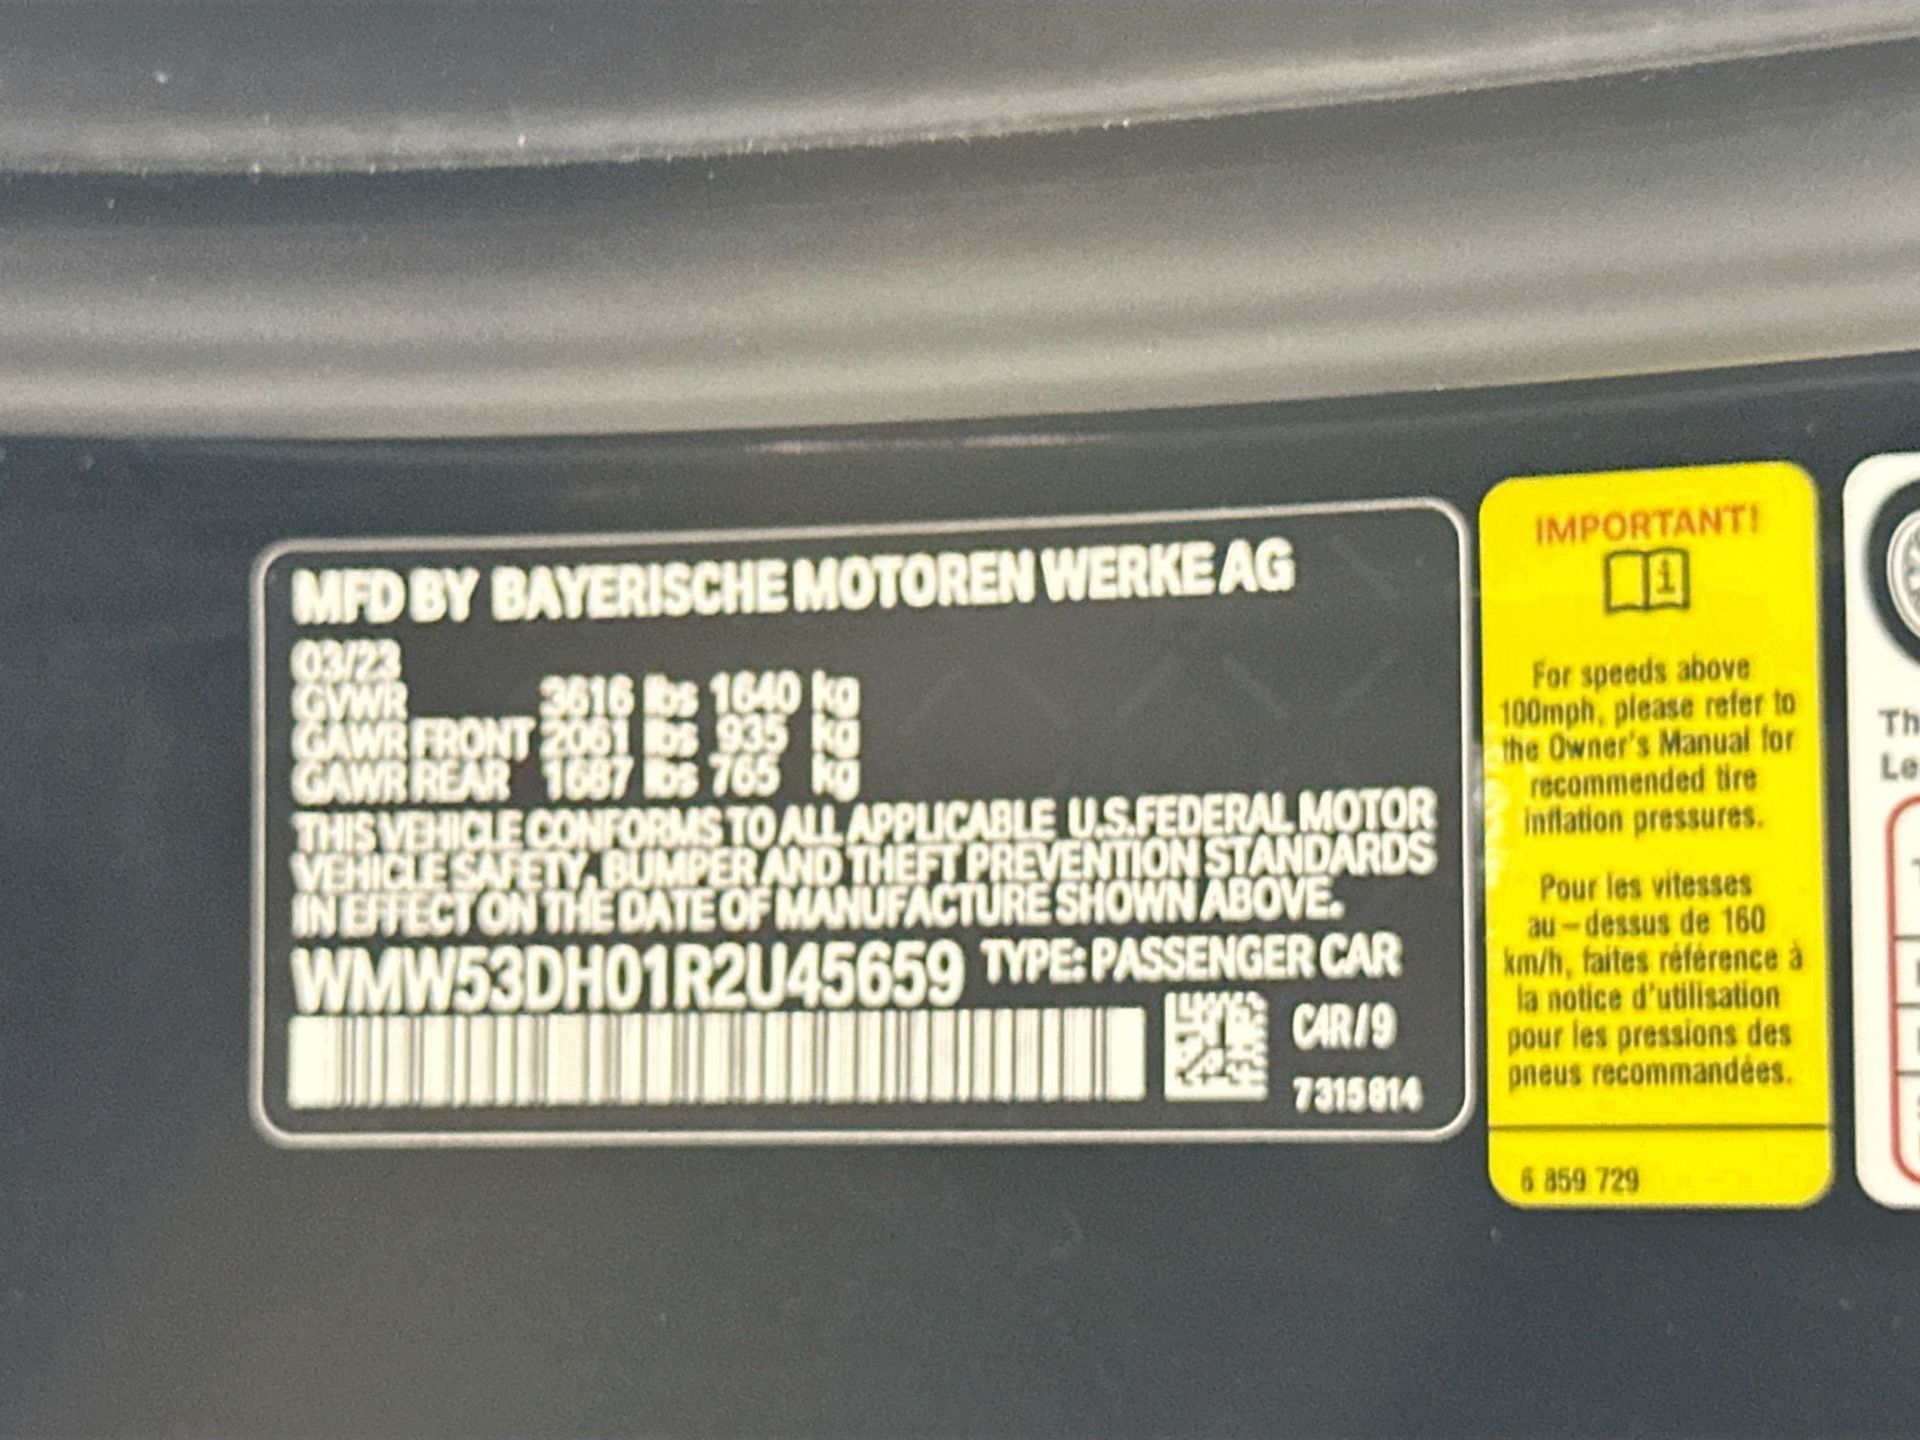 MFD BY BAYERISCHE MOTOREN WERKE AG
03/23
GVWR 3616 lbs 1640 kg
GAWR FRONT 2061 lbs 935 kg
GAWR REAR 1687 lbs 765 kg
THIS VEHICLE CONFORMS TO ALL APPLICABLE U.S.FEDERAL MOTOR
VEHICLE SAFETY, BUMPER AND THEFT PREVENTION STANDARDS
IN EFFECT ON THE DATE OF MANUFACTURE SHOWN ABOVE.
WMW53DH01R2U45659 TYPE: PASSENGER CAR
C4R/9
7315814
IMPORTANT!
For speeds above
100mph, please refer to
the Owner's Manual for
recommended tire
inflation pressures.
Pour les vitesses
au-dessus de 160
km/h, faites référence à
la notice d'utilisation
pour les pressions des
pneus recommandées.
6 859 729
Th
Le